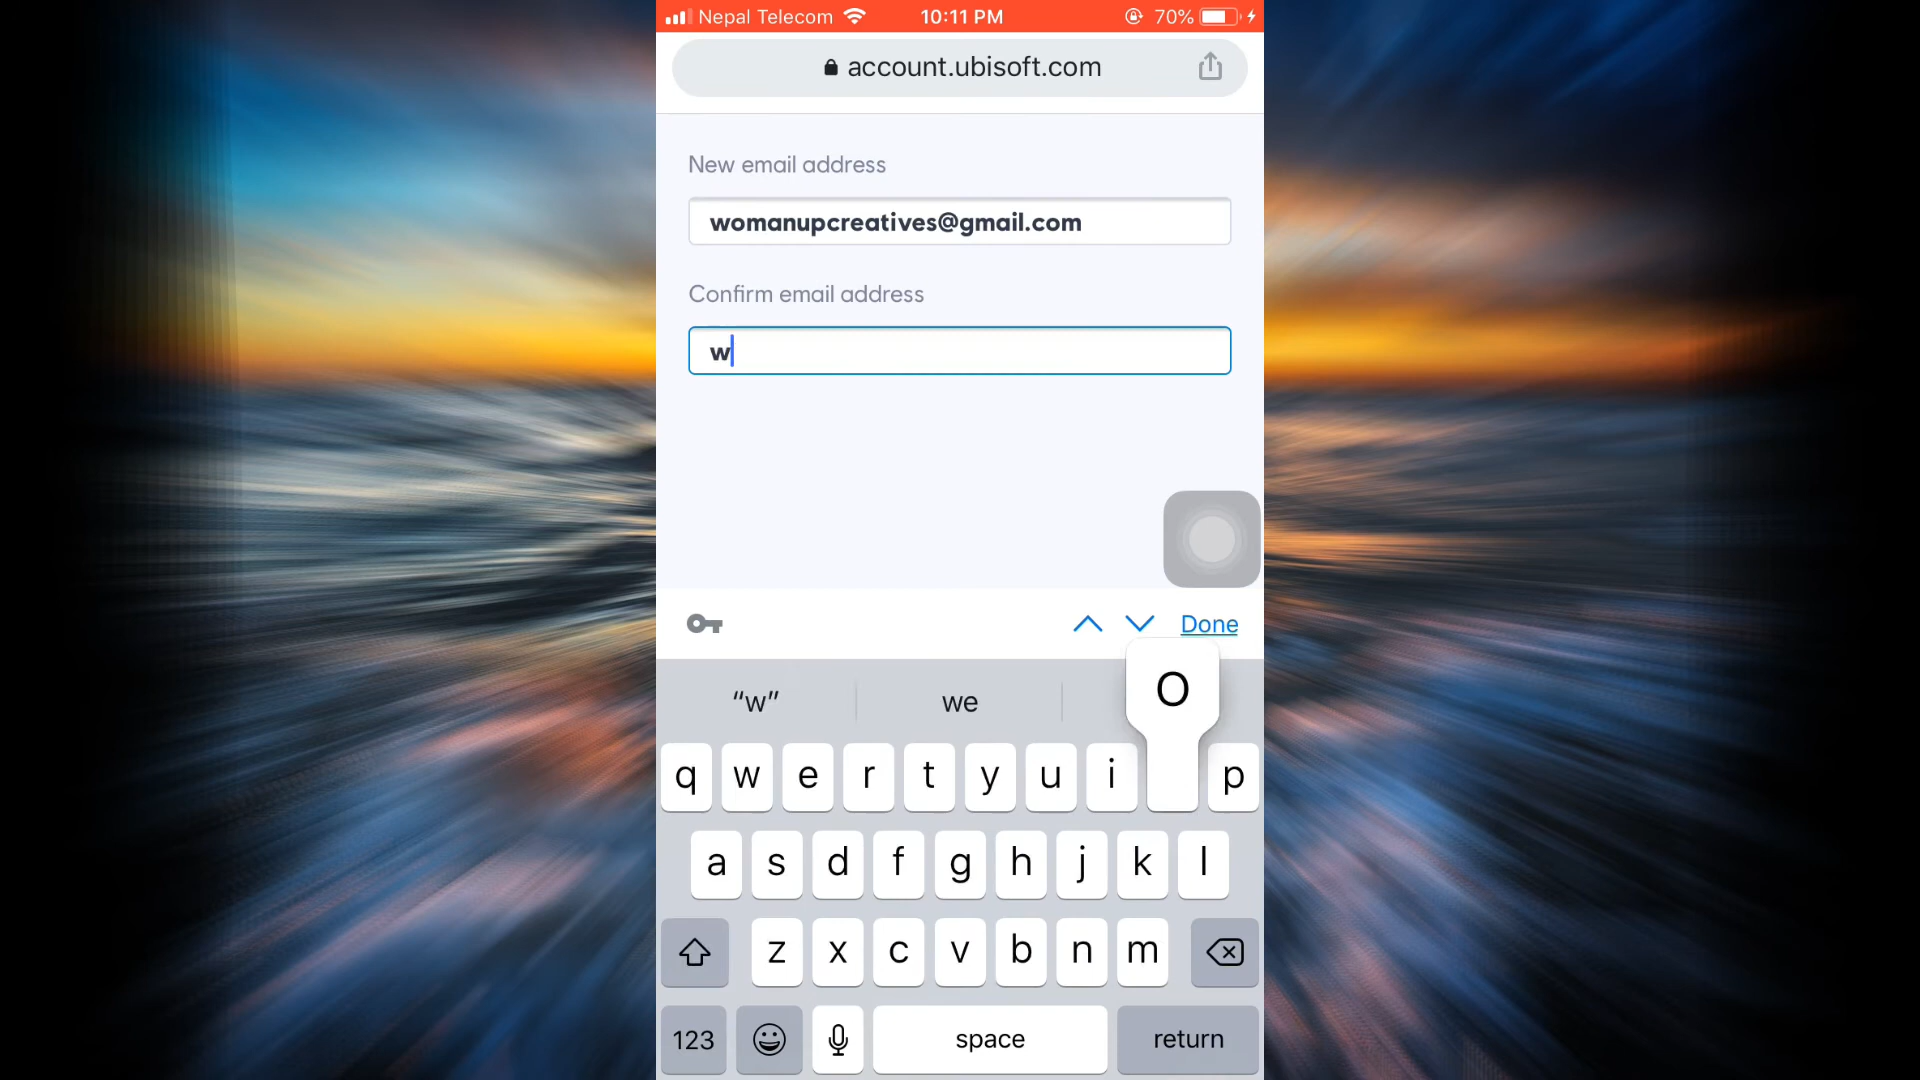 Nepal Telecom 10:11 PM 70%
account.ubisoft.com
New email address
womanupcreatives@gmail.com
Confirm email address
w
Done
“w” we
O
q w e r t y u i p
a s d f g h j k l
z x c v b n m
123 space return